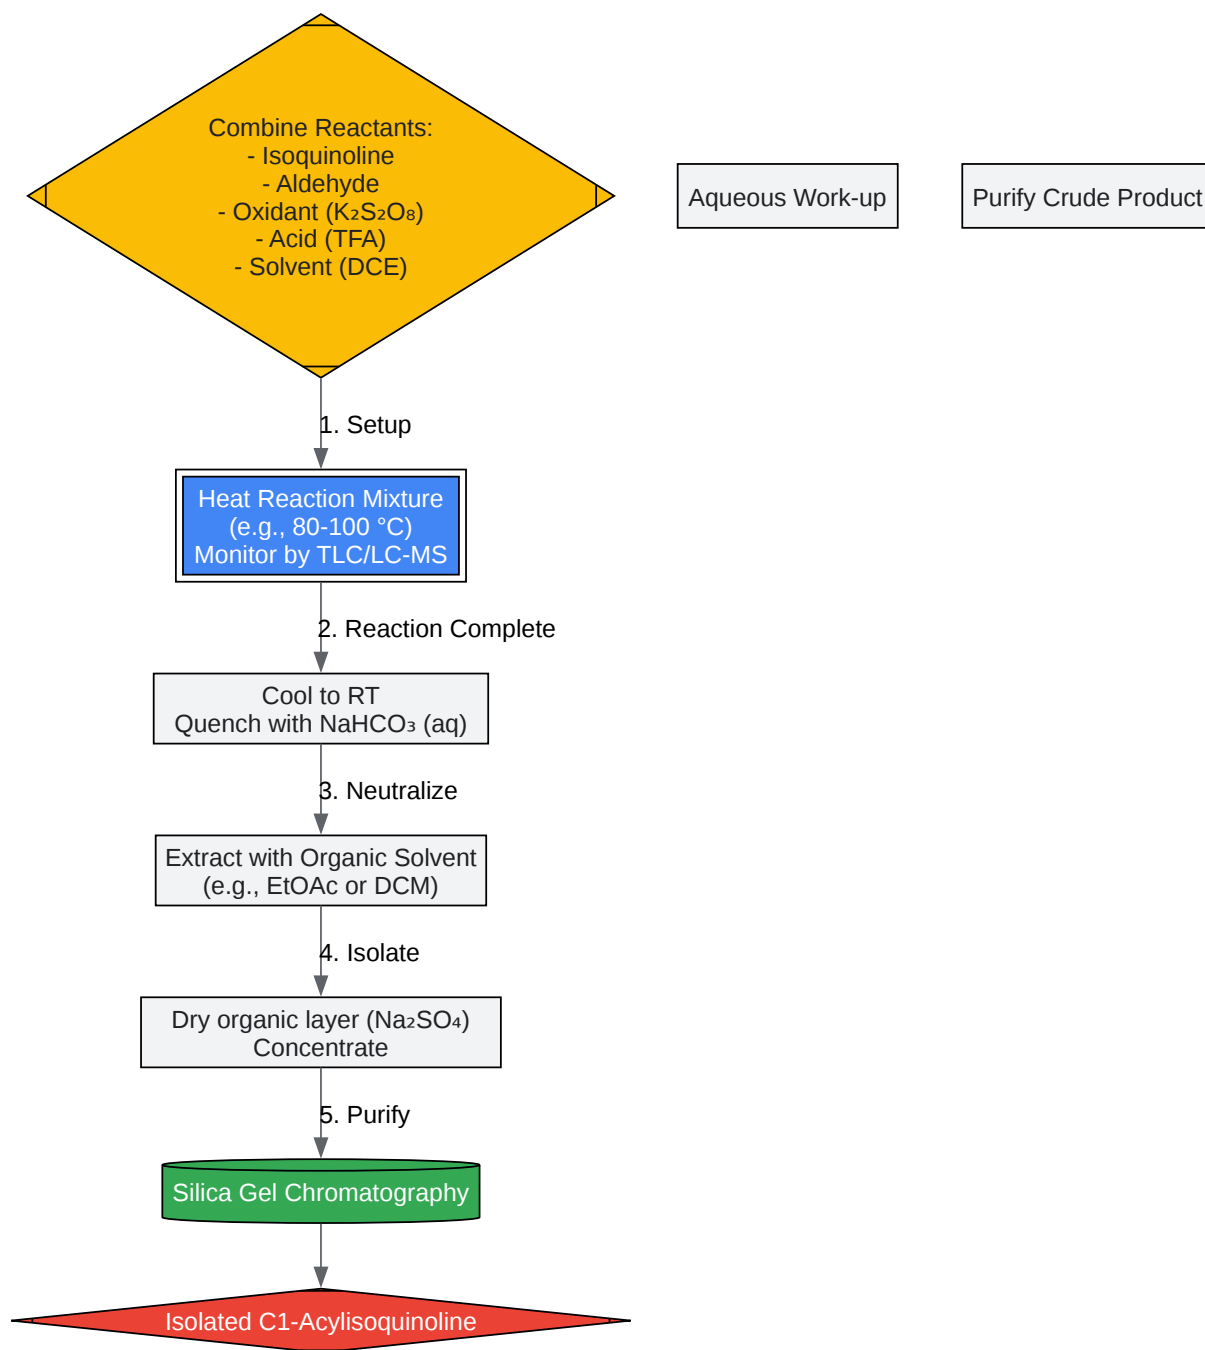 Combine Reactants:
- Isoquinoline
- Aldehyde
- Oxidant (K₂S₂O₈)
- Acid (TFA)
- Solvent (DCE)
Aqueous Work-up
Purify Crude Product
1. Setup
Heat Reaction Mixture
(e.g., 80-100 °C)
Monitor by TLC/LC-MS
2. Reaction Complete
Cool to RT
Quench with NaHCO₃ (aq)
3. Neutralize
Extract with Organic Solvent
(e.g., EtOAc or DCM)
4. Isolate
Dry organic layer (Na₂SO₄)
Concentrate
5. Purify
Silica Gel Chromatography
Isolated C1-Acylisoquinoline